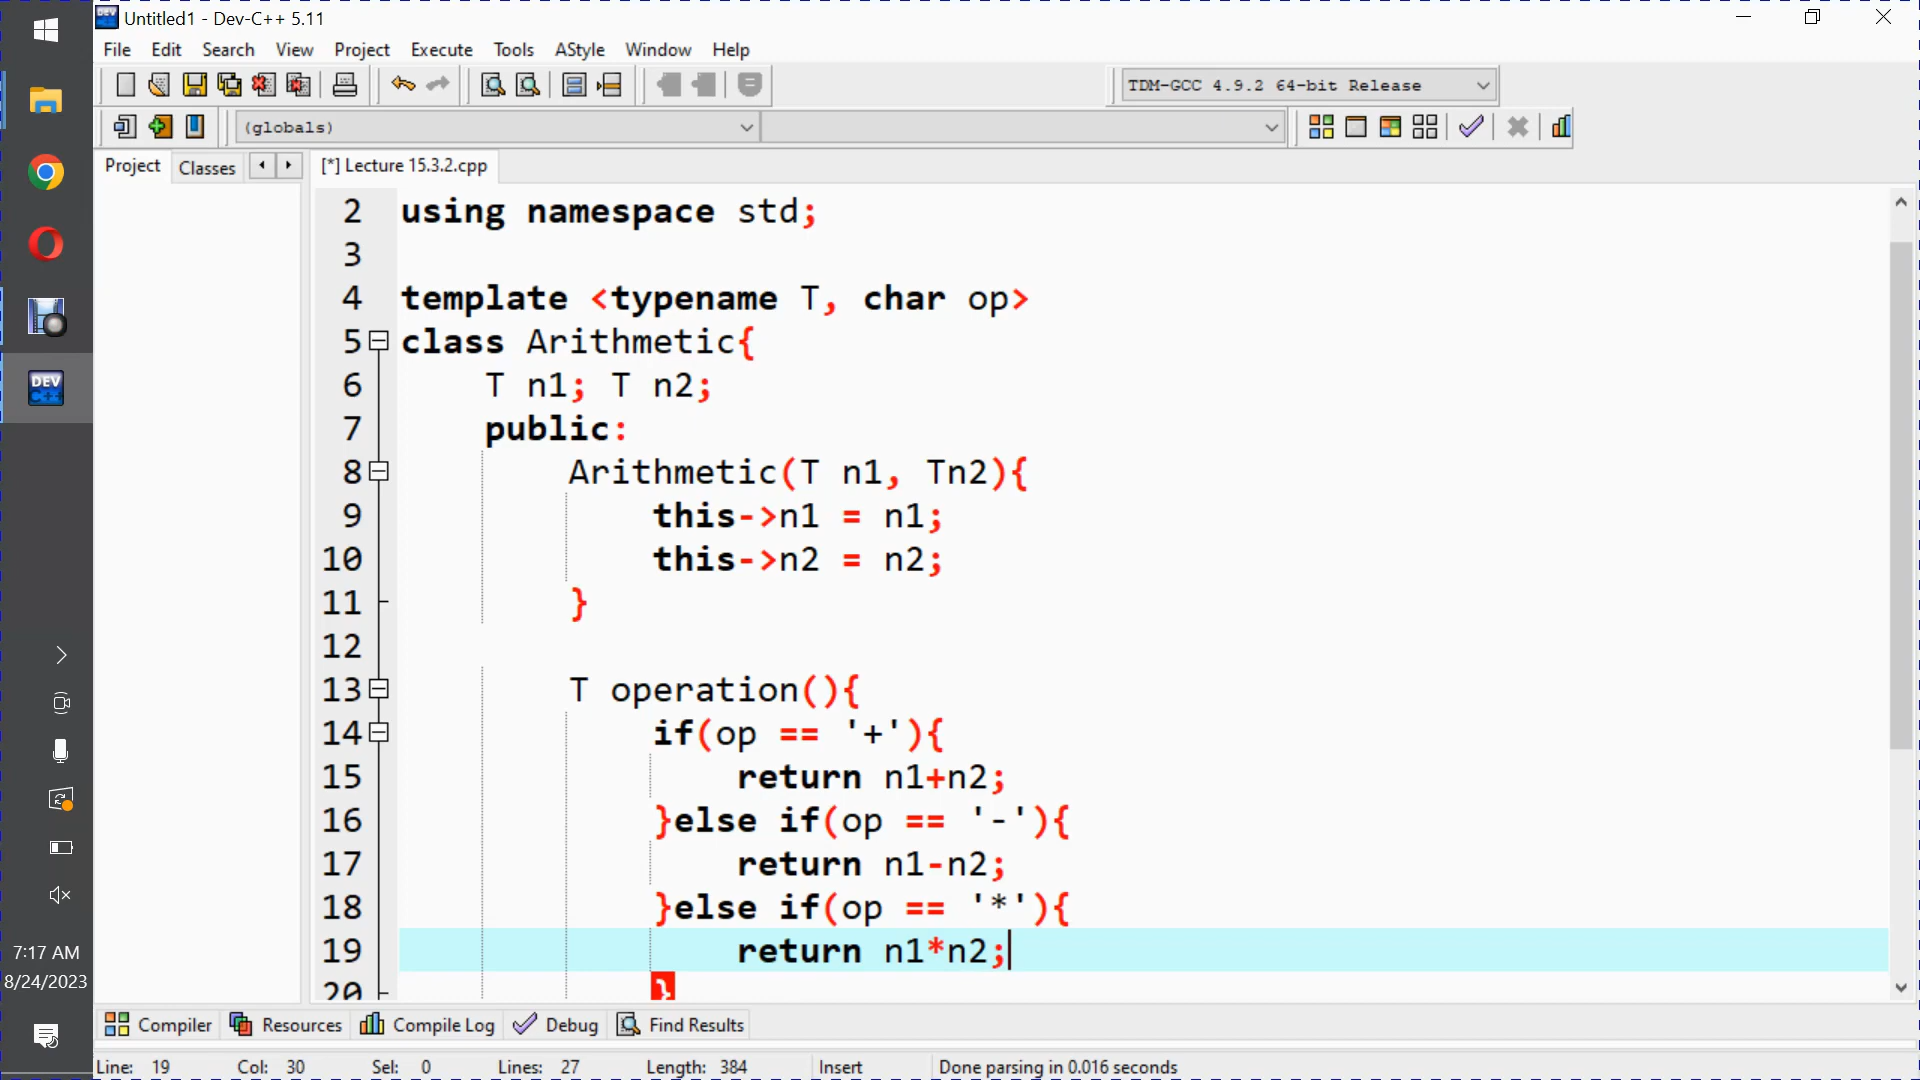 Untitled1 - Dev-C++ 5.11
File Edit Search View Project Execute Tools AStyle Window Help
TDM-GCC 4.9.2 64-bit Release
(globals)
Project Classes [*] Lecture 15.3.2.cpp
2 using namespace std;
3
4 template <typename T, char op>
5 class Arithmetic{
6 T n1; T n2;
7 public:
8 Arithmetic(T n1, Tn2){
9 this->n1 = n1;
10 this->n2 = n2;
11 }
12
13 T operation(){
14 if(op == '+'){
15 return n1+n2;
16 }else if(op == '-'){
17 return n1-n2;
18 }else if(op == '*'){
19 return n1*n2;
20 }
DEV C++
7:17 AM
8/24/2023
Compiler Resources Compile Log Debug Find Results
Line: 19 Col: 30 Sel: 0 Lines: 27 Length: 384 Insert Done parsing in 0.016 seconds